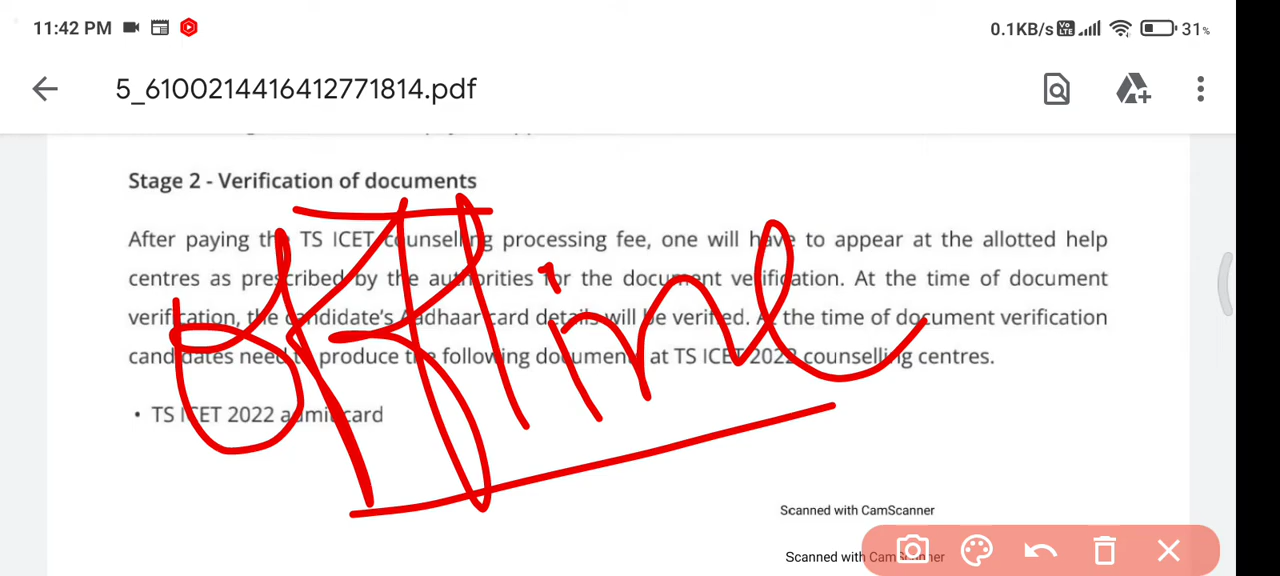 11:42 PM 0.1KB/s Vo LTE 31%
5_6100214416412771814.pdf
Stage 2 - Verification of documents
After paying the TS ICET counselling processing fee, one will have to appear at the allotted help
centres as prescribed by the authorities for the document verification. At the time of document
verification, the candidate's Aadhaar card details will be verified. At the time of document verification
candidates need to produce the following documents at TS ICET 2022 counselling centres.
• TS ICET 2022 admit card
offline
Scanned with CamScanner
Scanned with CamScanner